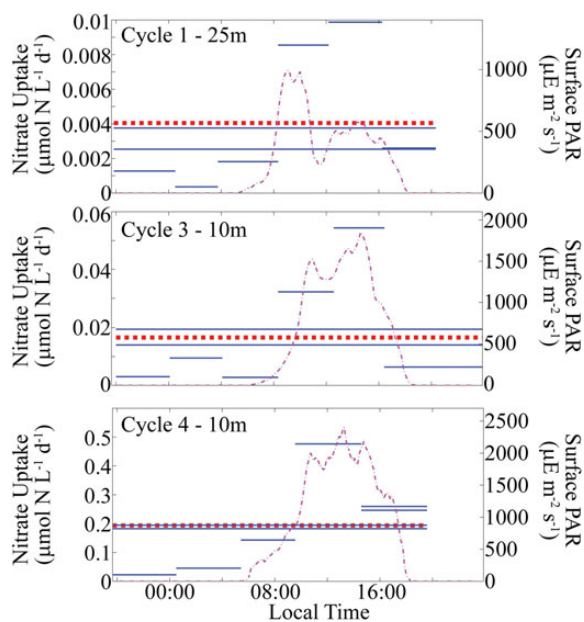 Cycle 1 - 25m
Nitrate Uptake
(μmol N L-1 d-1)
0.01
0.008
0.006
0.004
0.002
0
1000
500
0
Surface PAR
(μE m-2 s-1)
Cycle 3 - 10m
Nitrate Uptake
(μmol N L-1 d-1)
0.06
0.04
0.02
0
2000
1500
1000
500
0
Surface PAR
(μE m-2 s-1)
Cycle 4 - 10m
Nitrate Uptake
(μmol N L-1 d-1)
0.5
0.4
0.3
0.2
0.1
0
2500
2000
1500
1000
500
0
Surface PAR
(μE m-2 s-1)
00:00 08:00 16:00
Local Time